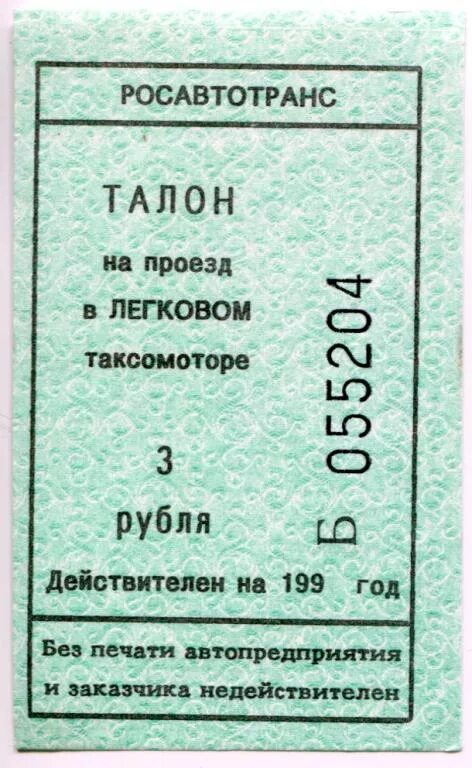 РОСАВТОТРАНС
ТАЛОН
на проезд
в ЛЕГКОВОМ
таксомоторе
3
рубля
Б 055204
Действителен на 199 год
Без печати автопредприятия
и заказчика недействителен